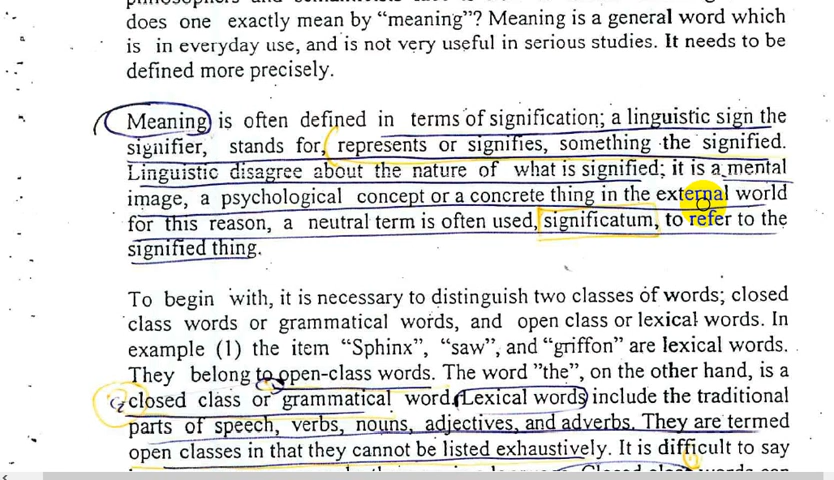 does one exactly mean by "meaning"? Meaning is a general word which
is in everyday use, and is not very useful in serious studies. It needs to be
defined more precisely.
Meaning is often defined in terms of signification; a linguistic sign the
signifier, stands for, represents or signifies, something the signified.
Linguistic disagree about the nature of what is signified; it is a mental
image, a psychological concept or a concrete thing in the external world
for this reason, a neutral term is often used, significatum, to refer to the
signified thing.
To begin with, it is necessary to distinguish two classes of words; closed
class words or grammatical words, and open class or lexical words. In
example (1) the item "Sphinx", "saw", and "griffon" are lexical words.
They belong to open-class words. The word "the", on the other hand, is a
closed class or grammatical word. Lexical words include the traditional
parts of speech, verbs, nouns, adjectives, and adverbs. They are termed
open classes in that they cannot be listed exhaustively. It is difficult to say